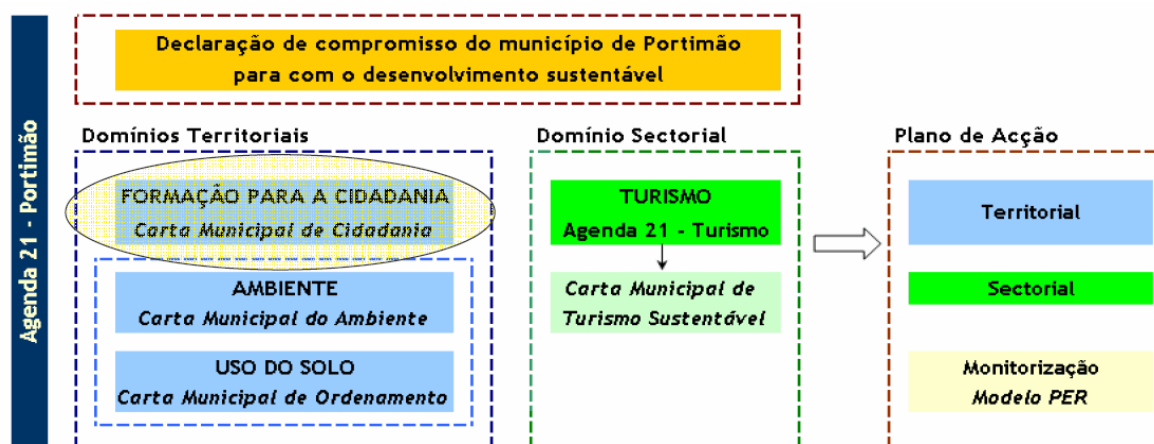 Agenda 21 - Portimão
Declaração de compromisso do município de Portimão
para com o desenvolvimento sustentável
Domínios Territoriais
FORMAÇÃO PARA A CIDADANIA
Carta Municipal de Cidadania
AMBIENTE
Carta Municipal do Ambiente
USO DO SOLO
Carta Municipal de Ordenamento
Domínio Sectorial
TURISMO
Agenda 21 - Turismo
Carta Municipal de
Turismo Sustentável
Plano de Acção
Territorial
Sectorial
Monitorização
Modelo PER